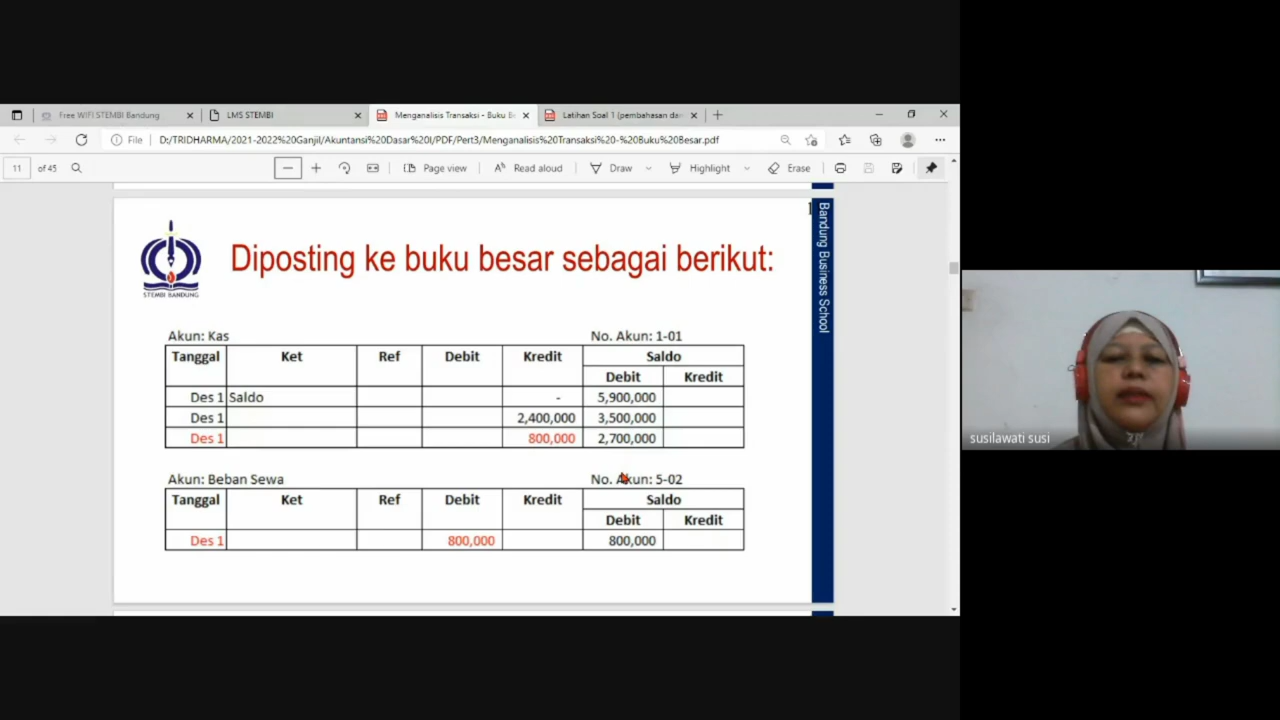 Free WIFI STEMBI Bandung
LMS STEMBI
Menganalisis Transaksi - Buku B
Latihan Soal 1 (pembahasan dan
File
D:/TRIDHARMA/2021-2022%20Ganjil/Akuntansi%20Dasar%20I/PDF/Pert3/Menganalisis%20Transaksi%20-%20Buku%20Besar.pdf
11 of 45
Page view
Read aloud
Draw
Highlight
Erase
Bandung Business School
STEMBI BANDUNG
Diposting ke buku besar sebagai berikut:
Akun: Kas No. Akun: 1-01
Tanggal Ket Ref Debit Kredit Saldo
Debit Kredit
Des 1 Saldo - 5,900,000
Des 1 2,400,000 3,500,000
Des 1 800,000 2,700,000
Akun: Beban Sewa No. Akun: 5-02
Tanggal Ket Ref Debit Kredit Saldo
Debit Kredit
Des 1 800,000 800,000
susilawati susi